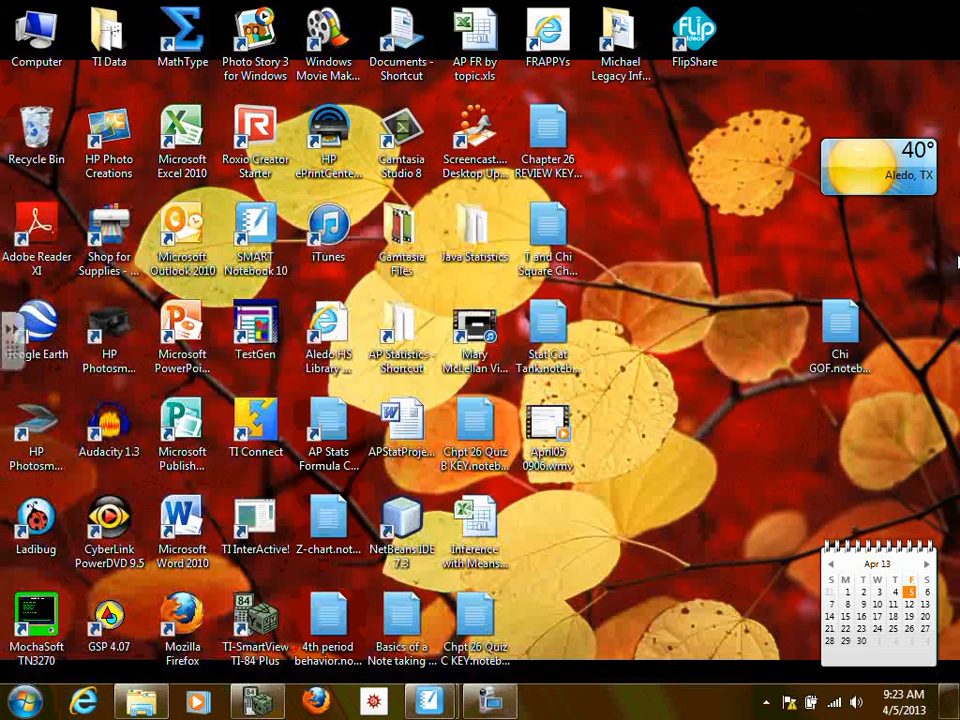 Computer
TI Data
MathType
Photo Story 3
for Windows
Windows
Movie Mak...
Documents -
Shortcut
AP FR by
topic.xls
FRAPPYs
Michael
Legacy Inf...
flip
FlipShare
Recycle Bin
HP Photo
Creations
Microsoft
Excel 2010
Roxio Creator
Starter
HP
ePrintCente...
Camtasia
Studio 8
Screencast....
Desktop Up...
Chapter 26
REVIEW KEY...
40°
Aledo, TX
Adobe Reader
XI
Shop for
Supplies - ...
Microsoft
Outlook 2010
SMART
Notebook 10
iTunes
Camtasia
Files
Java Statistics
T and Chi
Square Ch...
Google Earth
HP
Photosm...
Microsoft
PowerPoi...
TestGen
Aledo HS
Library ...
AP Statistics -
Shortcut
Mary
McLellan Vi...
Stat Cat
Tank.noteb...
Chi
GOF.noteb...
HP
Photosm...
Audacity 1.3
Microsoft
Publish...
TI Connect
AP Stats
Formula C...
APStatProje...
Chpt 26 Quiz
B KEY.noteb...
April05
0906.wmv
Ladibug
CyberLink
PowerDVD 9.5
Microsoft
Word 2010
TI InterActive!
Z-chart.not...
NetBeans IDE
7.3
Inference
with Means...
Apr 13
S M T W T F S
31 1 2 3 4 5 6
7 8 9 10 11 12 13
14 15 16 17 18 19 20
21 22 23 24 25 26 27
28 29 30 1 2 3 4
MochaSoft
TN3270
GSP 4.07
Mozilla
Firefox
84
TI-SmartView
TI-84 Plus
4th period
behavior.no...
Basics of a
Note taking ...
Chpt 26 Quiz
C KEY.noteb...
84
9:23 AM
4/5/2013